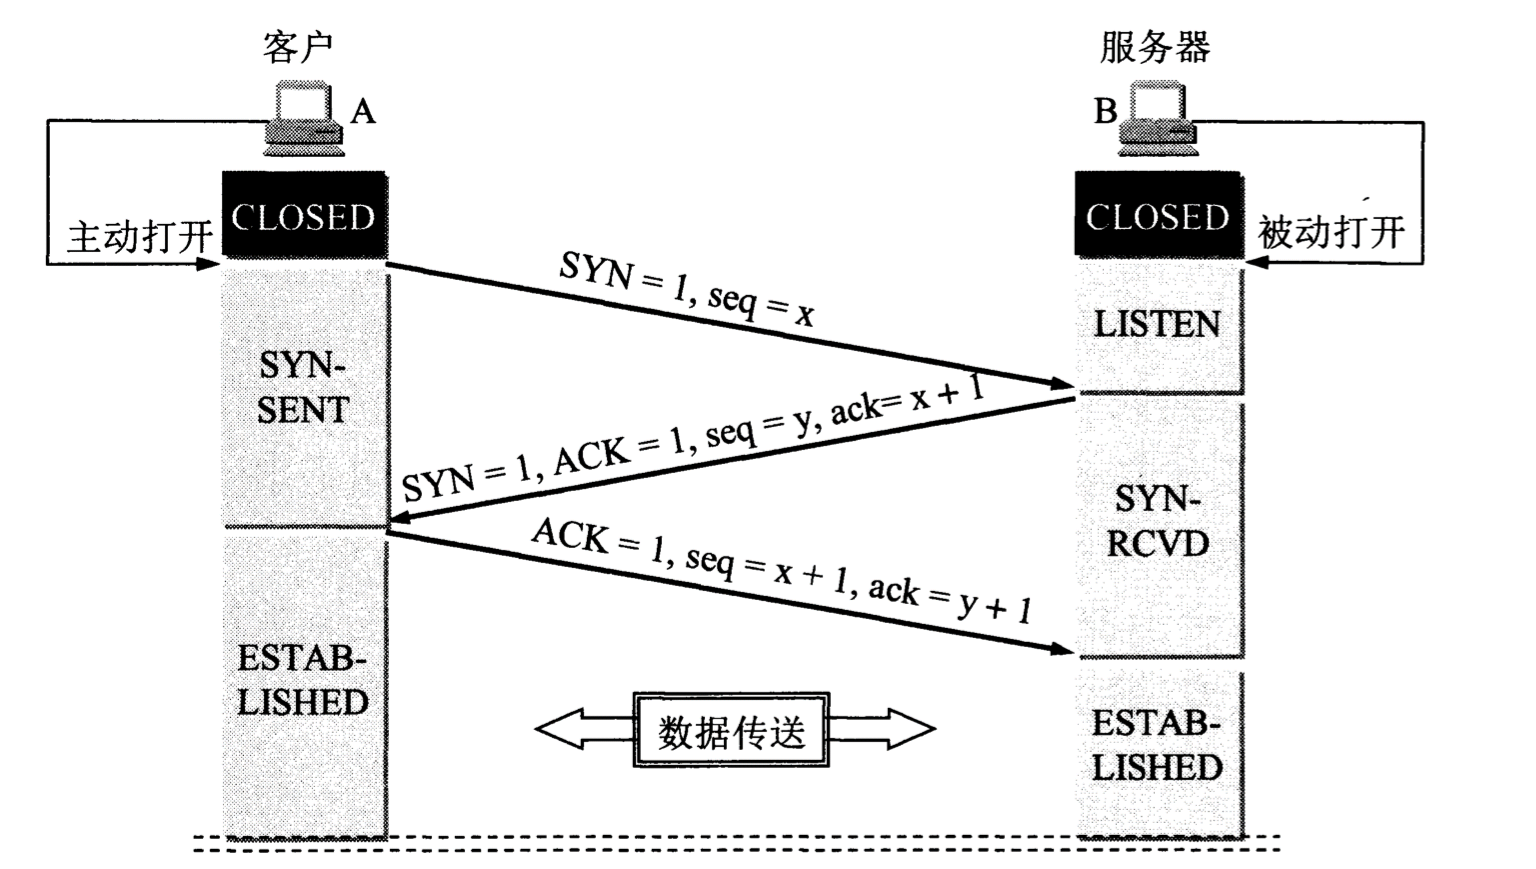 客户
服务器
A
B
CLOSED
CLOSED
主动打开
被动打开
SYN = 1, seq = x
LISTEN
SYN-
SENT
SYN = 1, ACK = 1, seq = y, ack= x + 1
SYN-
RCVD
ACK = 1, seq = x + 1, ack = y + 1
ESTAB-
LISHED
数据传送
ESTAB-
LISHED